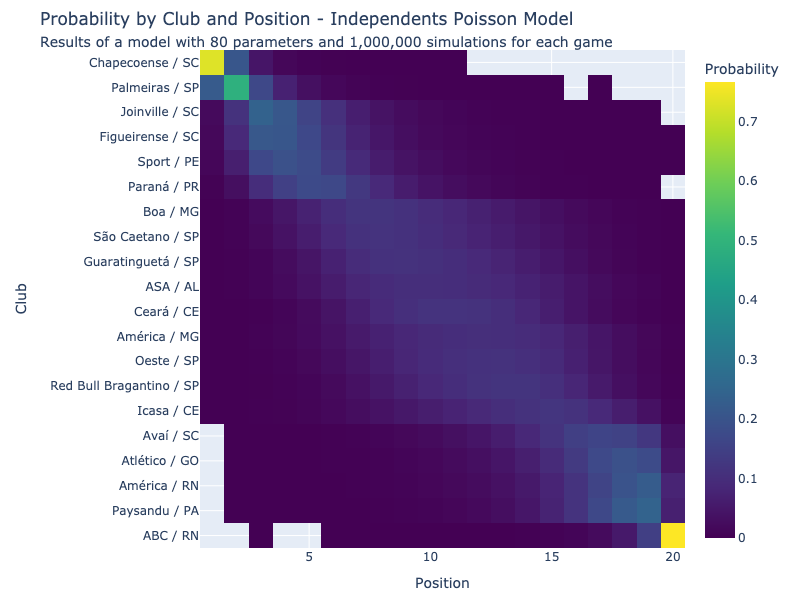 Probability by Club and Position - Independents Poisson Model
Results of a model with 80 parameters and 1,000,000 simulations for each game
Chapecoense / SC
Palmeiras / SP
Joinville / SC
Figueirense / SC
Sport / PE
Paraná / PR
Boa / MG
São Caetano / SP
Guaratinguetá / SP
ASA / AL
Ceará / CE
América / MG
Oeste / SP
Red Bull Bragantino / SP
Icasa / CE
Avaí / SC
Atlético / GO
América / RN
Paysandu / PA
ABC / RN
Club
5
10
15
20
Position
Probability
0.7
0.6
0.5
0.4
0.3
0.2
0.1
0